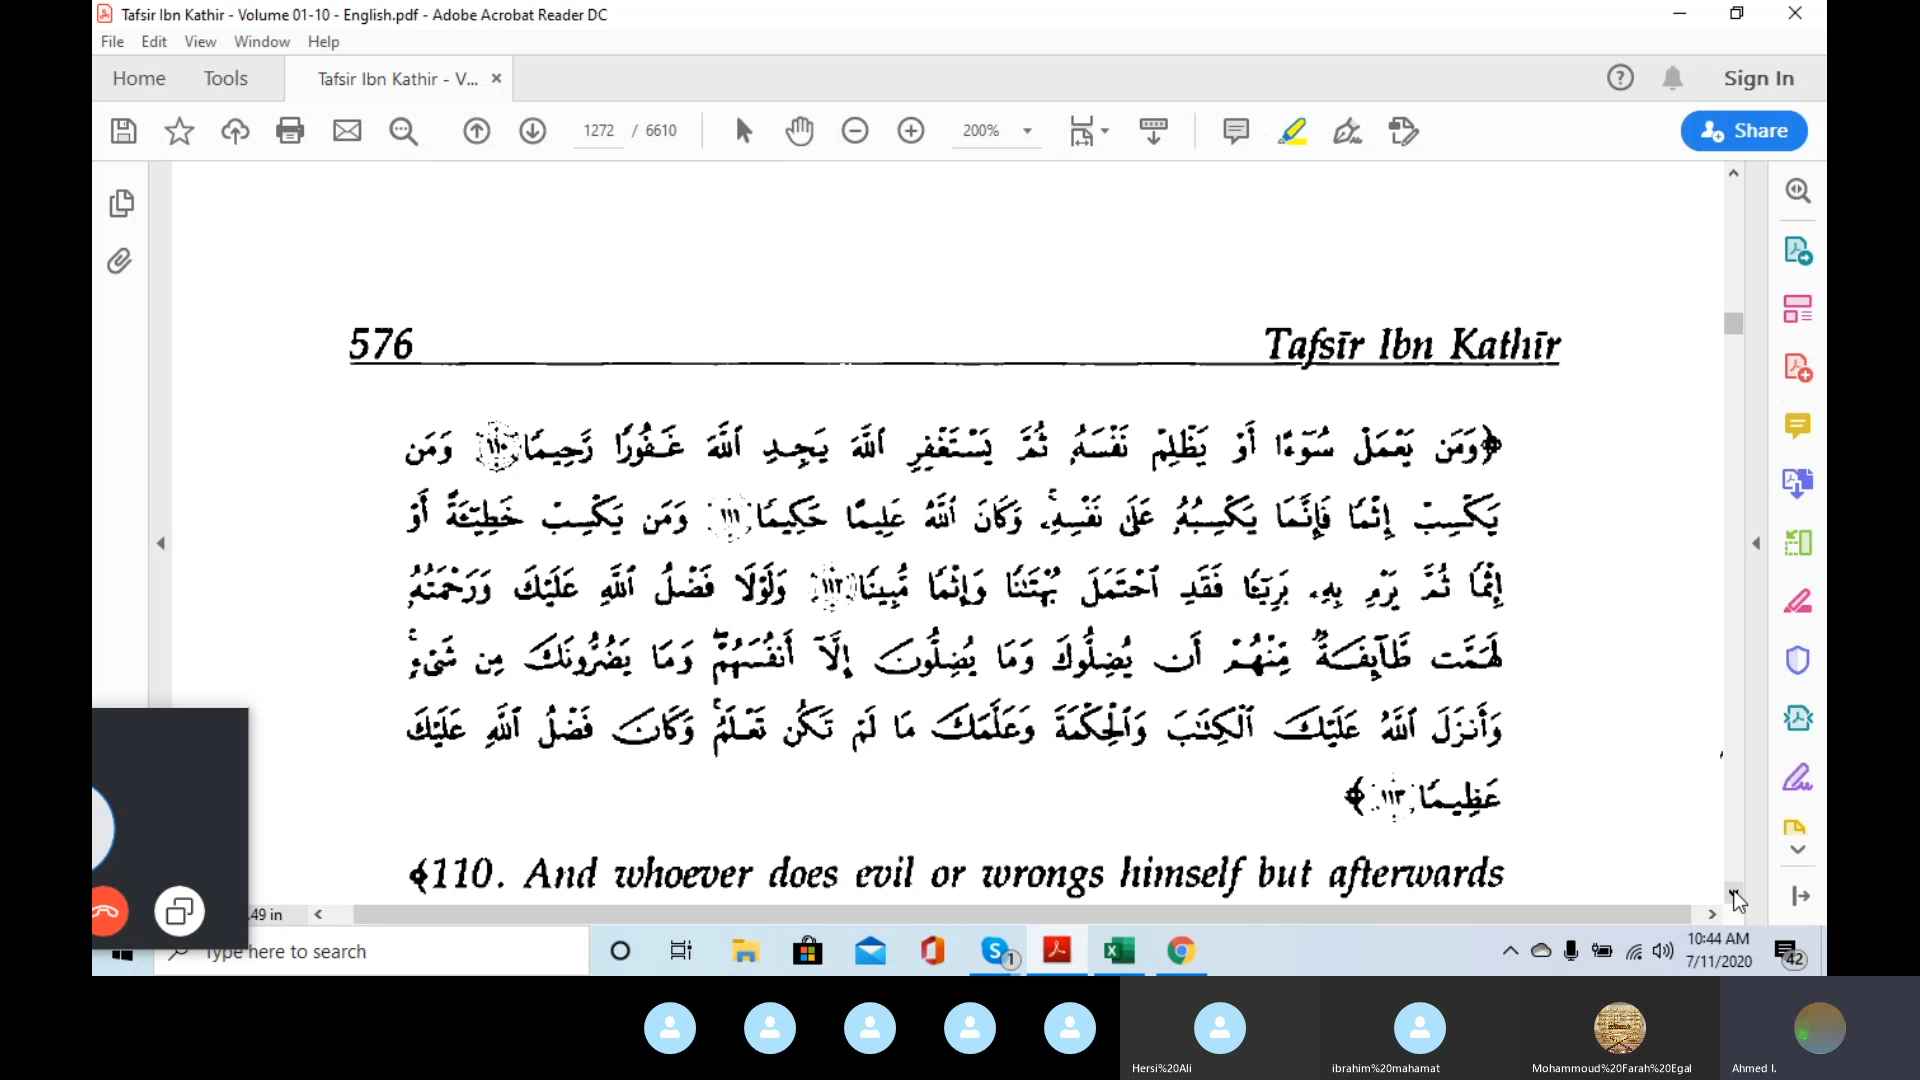 Tafsir Ibn Kathir - Volume 01-10 - English.pdf - Adobe Acrobat Reader DC
File Edit View Window Help
Home Tools Tafsir Ibn Kathir - V... × Sign In
1272 / 6610 200% Share
576 Tafsīr Ibn Kathīr
﴿وَمَن يَعْمَلْ سُوٓءًا أَوْ يَظْلِمْ نَفْسَهُۥ ثُمَّ يَسْتَغْفِرِ ٱللَّهَ يَجِدِ ٱللَّهَ غَفُورًا رَّحِيمًا ١١٠ وَمَن
يَكْسِبْ إِثْمًا فَإِنَّمَا يَكْسِبُهُۥ عَلَىٰ نَفْسِهِۦۚ وَكَانَ ٱللَّهُ عَلِيمًا حَكِيمًا ١١١ وَمَن يَكْسِبْ خَطِيٓـَٔةً أَوْ
إِثْمًا ثُمَّ يَرْمِ بِهِۦ بَرِيٓـًٔا فَقَدِ ٱحْتَمَلَ بُهْتَٰنًا وَإِثْمًا مُّبِينًا ١١٢ وَلَوْلَا فَضْلُ ٱللَّهِ عَلَيْكَ وَرَحْمَتُهُۥ
لَهَمَّت طَّآئِفَةٌ مِّنْهُمْ أَن يُضِلُّوكَ وَمَا يُضِلُّونَ إِلَّآ أَنفُسَهُمْۖ وَمَا يَضُرُّونَكَ مِن شَىْءٍۚ
وَأَنزَلَ ٱللَّهُ عَلَيْكَ ٱلْكِتَٰبَ وَٱلْحِكْمَةَ وَعَلَّمَكَ مَا لَمْ تَكُن تَعْلَمُۚ وَكَانَ فَضْلُ ٱللَّهِ عَلَيْكَ
عَظِيمًا ١١٣﴾
﴾110. And whoever does evil or wrongs himself but afterwards
.49 in
Type here to search
10:44 AM
7/11/2020
1
42
Hersi%20Ali ibrahim%20mahamat Mohammoud%20Farah%20Egal Ahmed I.